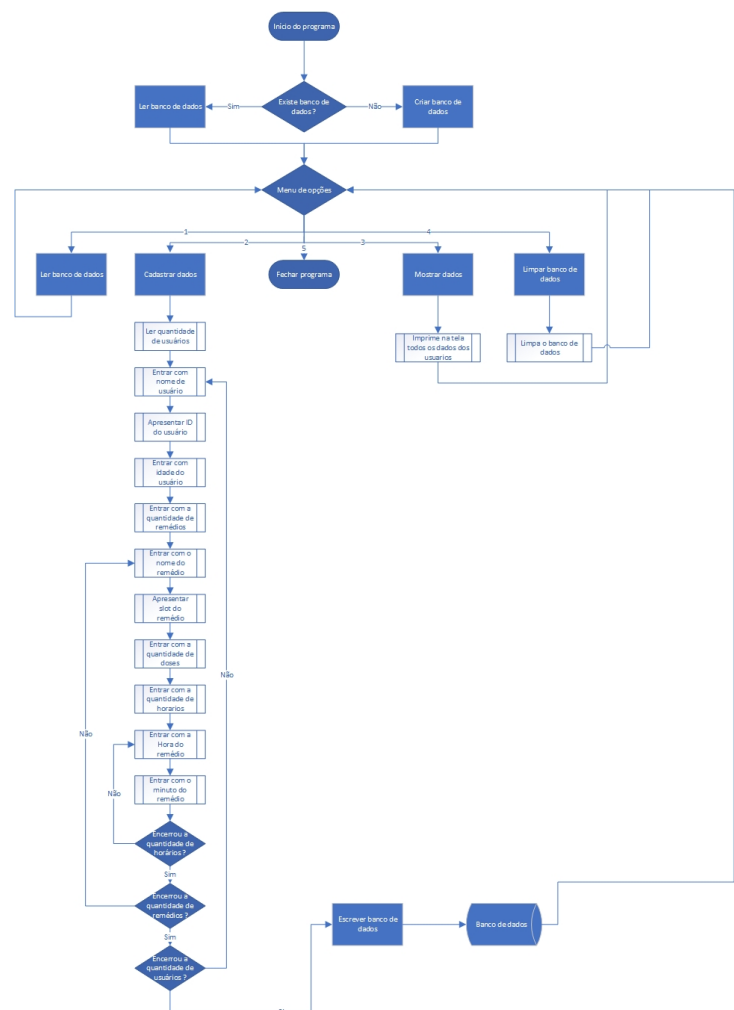 Início do programa
Ler banco de dados
Sim
Existe banco de
dados ?
Não
Criar banco de
dados
Menu de opções
1
4
2
3
5
Ler banco de dados
Cadastrar dados
Fechar programa
Mostrar dados
Limpar banco de
dados
Ler quantidade
de usuários
Imprime na tela
todos os dados dos
usuarios
Limpa o banco de
dados
Entrar com
nome de
usuário
Apresentar ID
do usuário
Entrar com
idade do
usuário
Entrar com a
quantidade de
remédios
Entrar com o
nome do
remédio
Apresentar
slot do
remédio
Entrar com a
quantidade de
doses
Não
Entrar com a
quantidade de
horarios
Não
Entrar com a
Hora do
remédio
Entrar com o
minuto do
remédio
Não
Encerrou a
quantidade de
horários ?
Sim
Encerrou a
quantidade de
remédios ?
Sim
Escrever banco de
dados
Banco de dados
Encerrou a
quantidade de
usuários ?